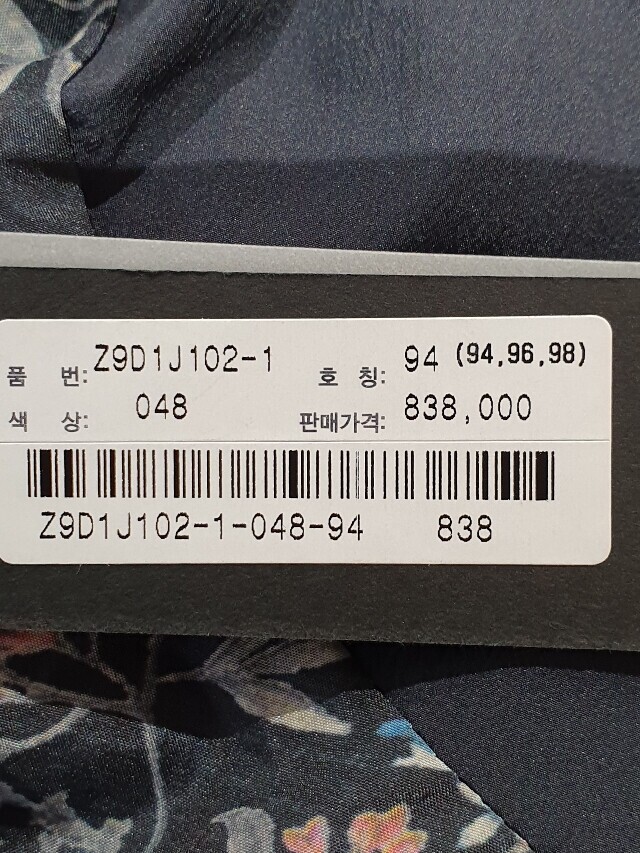 품 번: Z9D1J102-1 호 칭: 94 (94,96,98)
색 상: 048 판매가격: 838,000
Z9D1J102-1-048-94 838